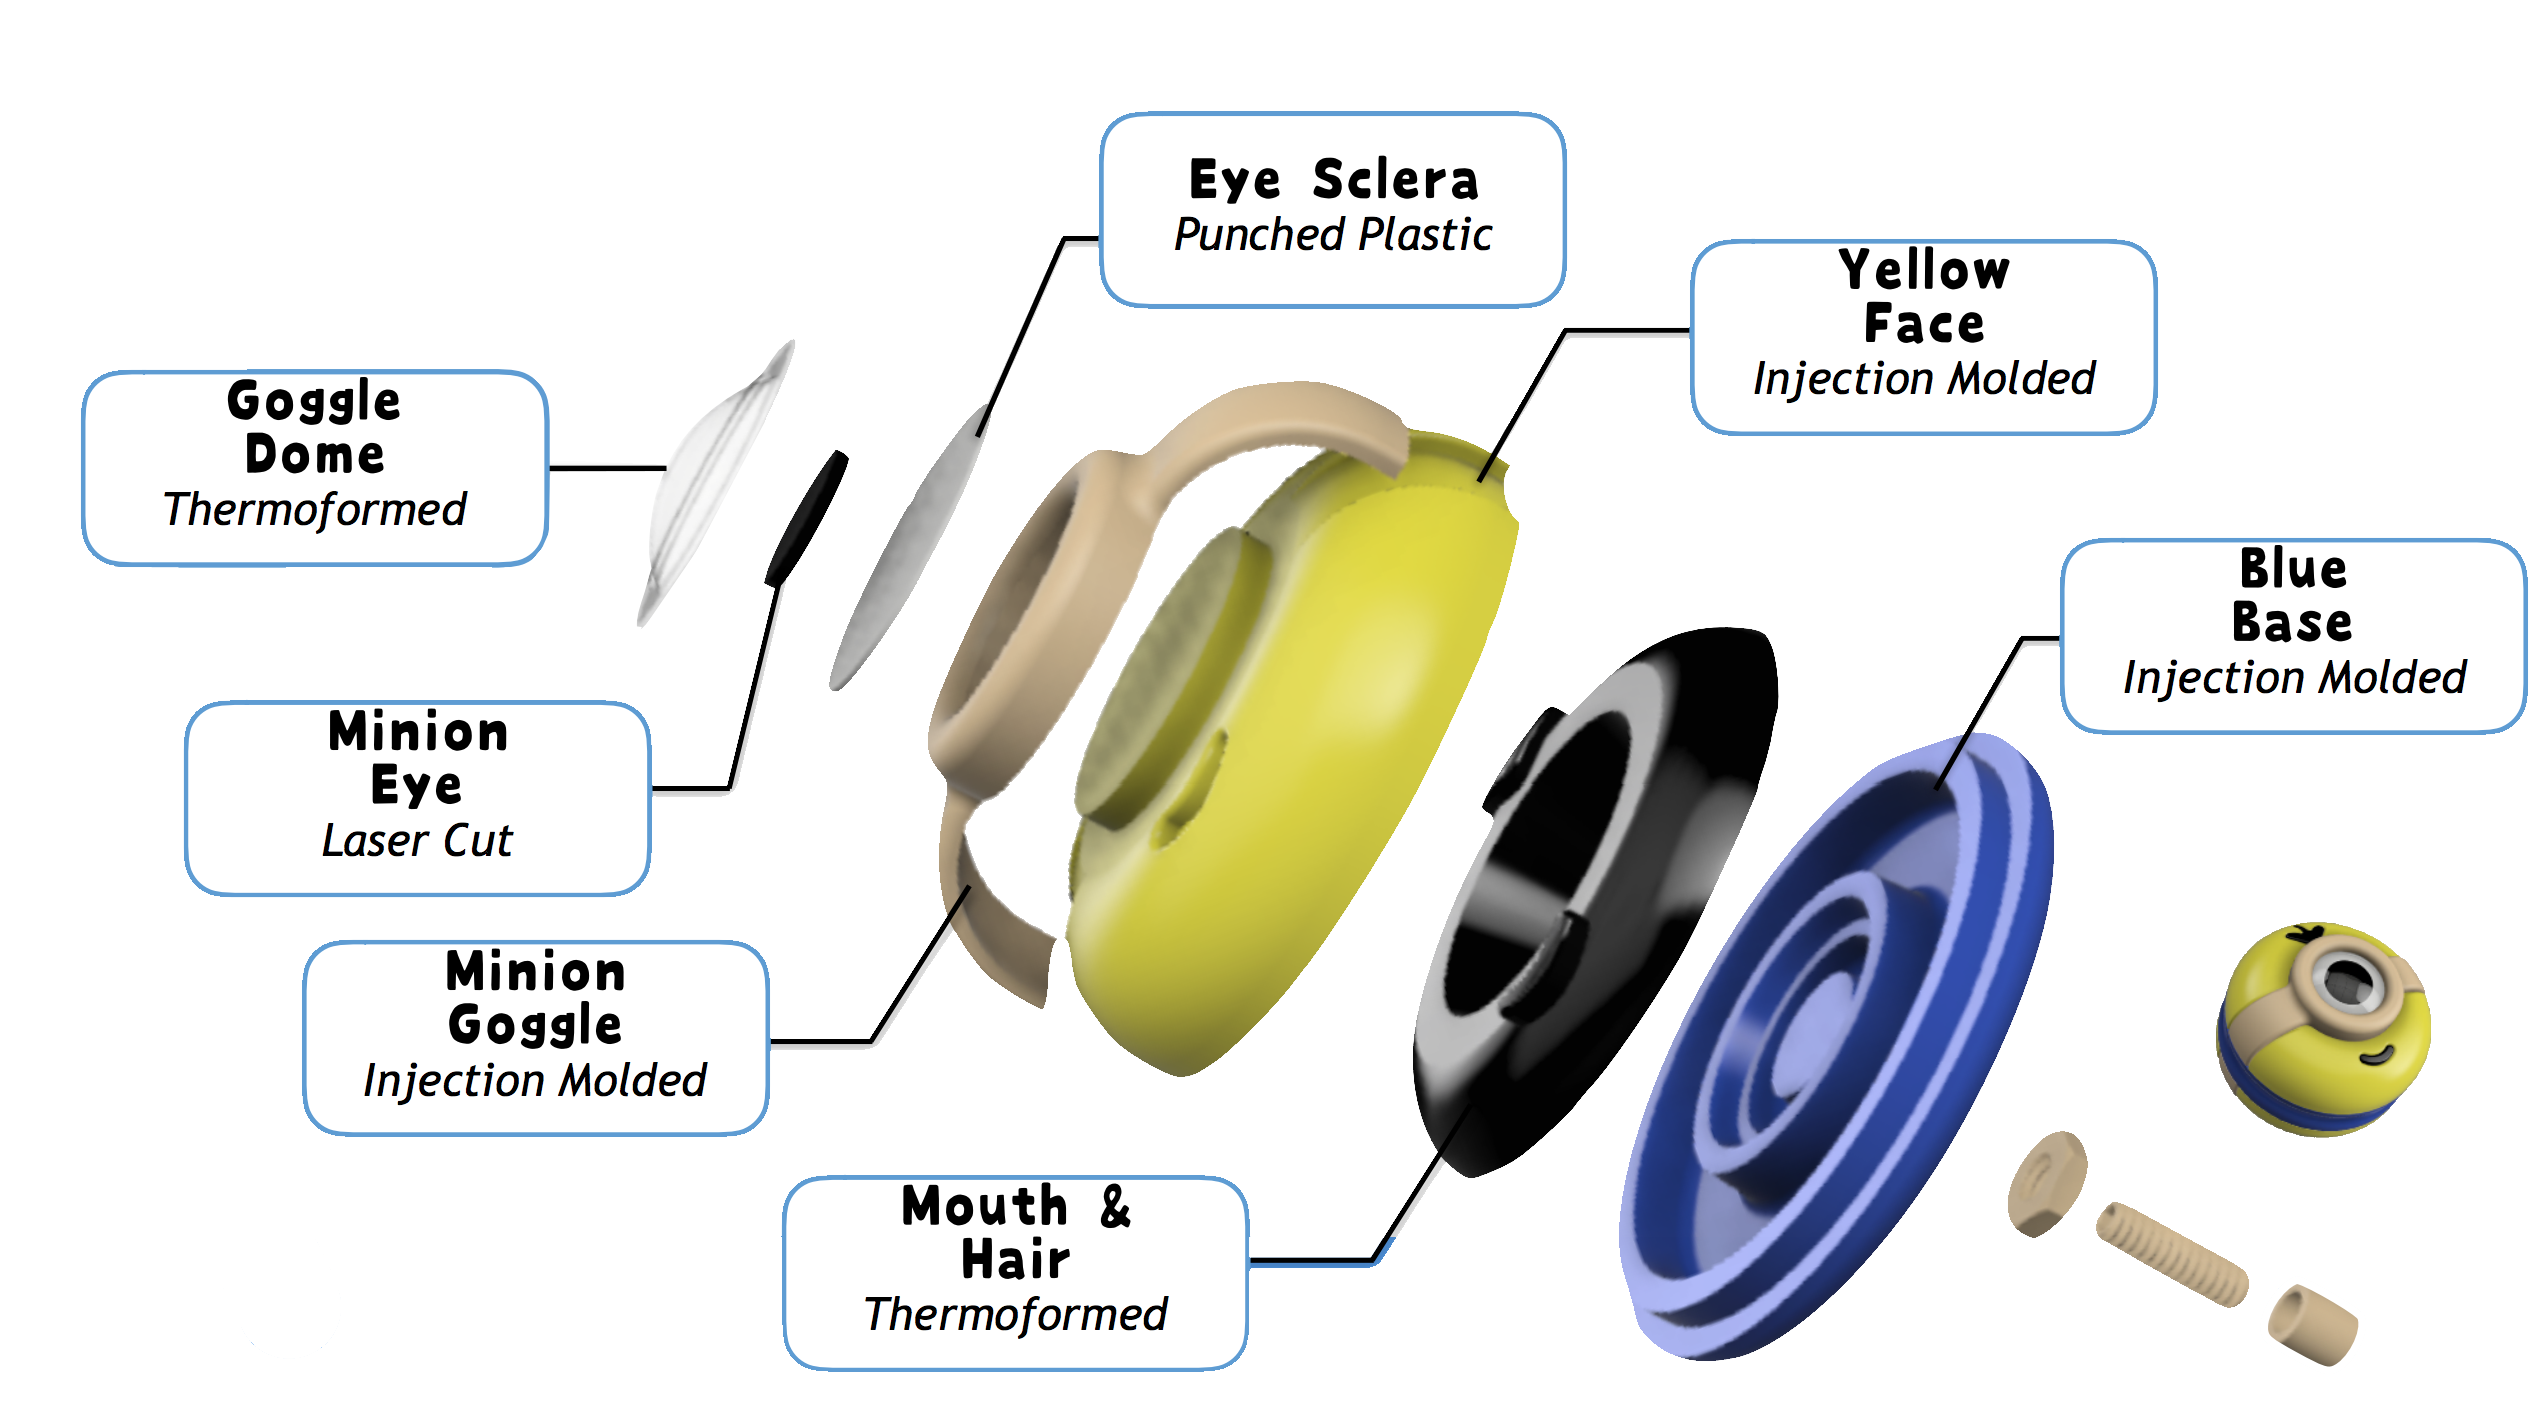 Eye Sclera
Punched Plastic
Yellow
Face
Injection Molded
Goggle
Dome
Thermoformed
Blue
Base
Injection Molded
Minion
Eye
Laser Cut
Minion
Goggle
Injection Molded
Mouth &
Hair
Thermoformed